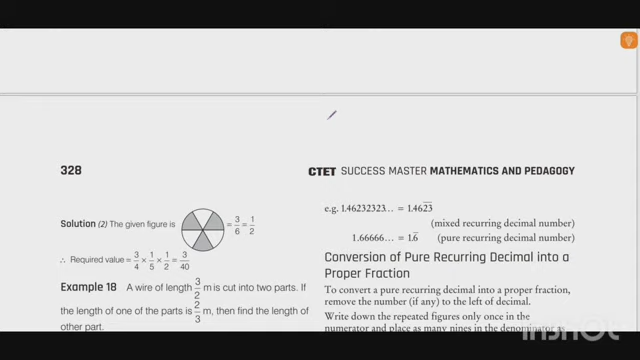 328
Solution (2) The given figure is = 3/6 = 1/2
∴ Required value = 3/4 × 1/5 × 1/2 = 3/40
Example 18 A wire of length 3/2 m is cut into two parts. If
the length of one of the parts is 2/3 m, then find the length of
other part.
CTET SUCCESS MASTER MATHEMATICS AND PEDAGOGY
e.g. 1.46232323... = 1.462̅3̅
(mixed recurring decimal number)
1.66666... = 1.6̅ (pure recurring decimal number)
Conversion of Pure Recurring Decimal into a
Proper Fraction
To convert a pure recurring decimal into a proper fraction,
remove the number (if any) to the left of decimal.
Write down the repeated figures only once in the
numerator and place as many nines in the denominator as
InShOt